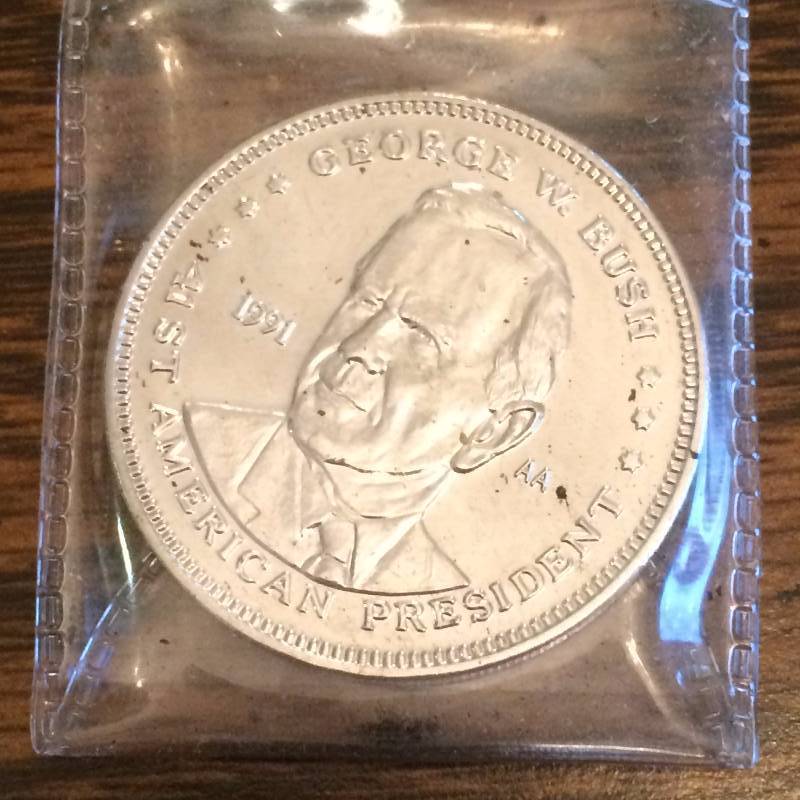 ★ ★ ★ GEORGE W. BUSH ★ ★ ★
1991
AA
41ST AMERICAN PRESIDENT